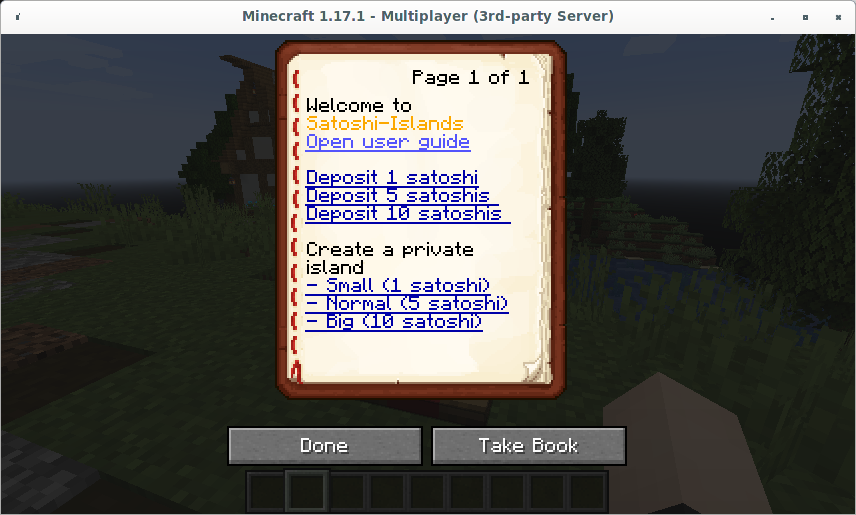 Minecraft 1.17.1 - Multiplayer (3rd-party Server)
Page 1 of 1
Welcome to
Satoshi-Islands
Open user guide
Deposit 1 satoshi
Deposit 5 satoshis
Deposit 10 satoshis
Create a private
island
- Small (1 satoshi)
- Normal (5 satoshi)
- Big (10 satoshi)
Done
Take Book